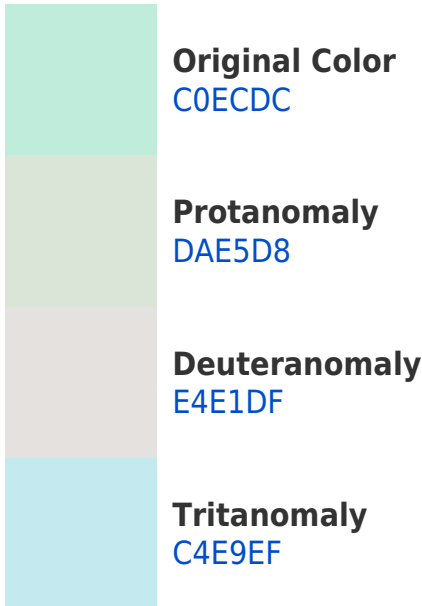 Original Color
C0ECDC
Protanomaly
DAE5D8
Deuteranomaly
E4E1DF
Tritanomaly
C4E9EF